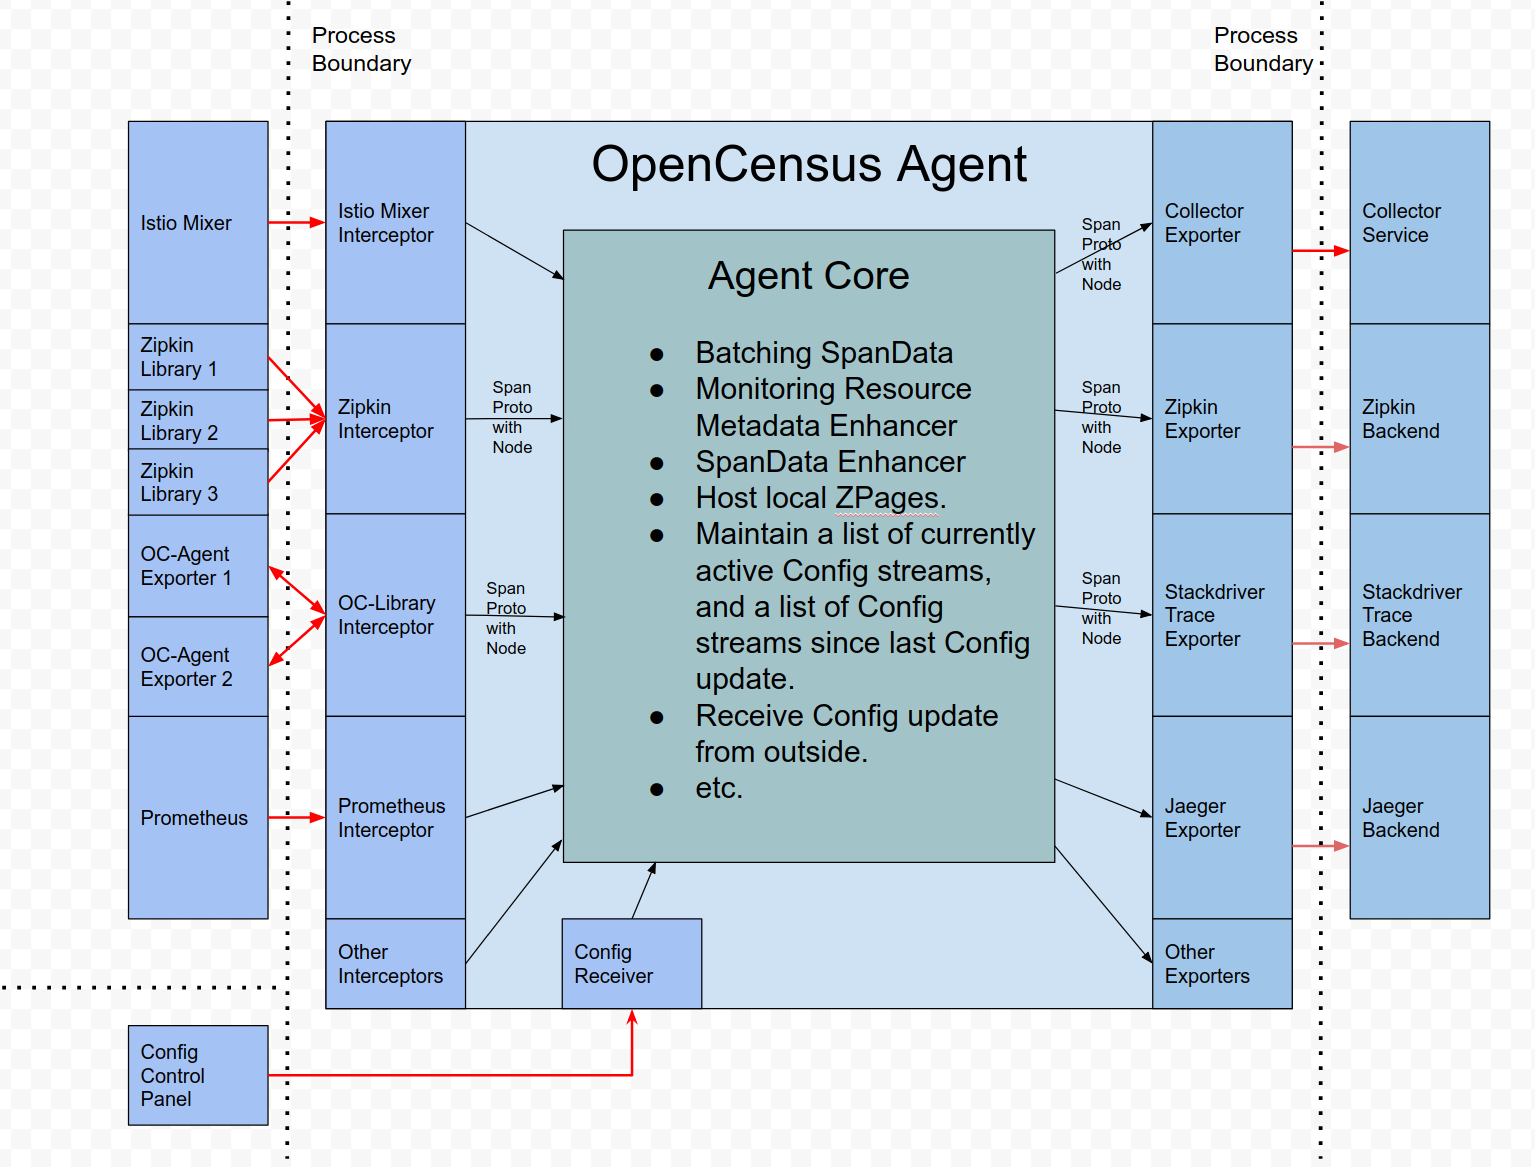 Process
Boundary
Process
Boundary
OpenCensus Agent
Istio Mixer
Zipkin
Library 1
Zipkin
Library 2
Zipkin
Library 3
OC-Agent
Exporter 1
OC-Agent
Exporter 2
Prometheus
Config
Control
Panel
Istio Mixer
Interceptor
Zipkin
Interceptor
OC-Library
Interceptor
Prometheus
Interceptor
Other
Interceptors
Span
Proto
with
Node
Span
Proto
with
Node
Agent Core
● Batching SpanData
● Monitoring Resource
Metadata Enhancer
● SpanData Enhancer
● Host local ZPages.
● Maintain a list of currently
active Config streams,
and a list of Config
streams since last Config
update.
● Receive Config update
from outside.
● etc.
Config
Receiver
Span
Proto
with
Node
Span
Proto
with
Node
Span
Proto
with
Node
Collector
Exporter
Zipkin
Exporter
Stackdriver
Trace
Exporter
Jaeger
Exporter
Other
Exporters
Collector
Service
Zipkin
Backend
Stackdriver
Trace
Backend
Jaeger
Backend